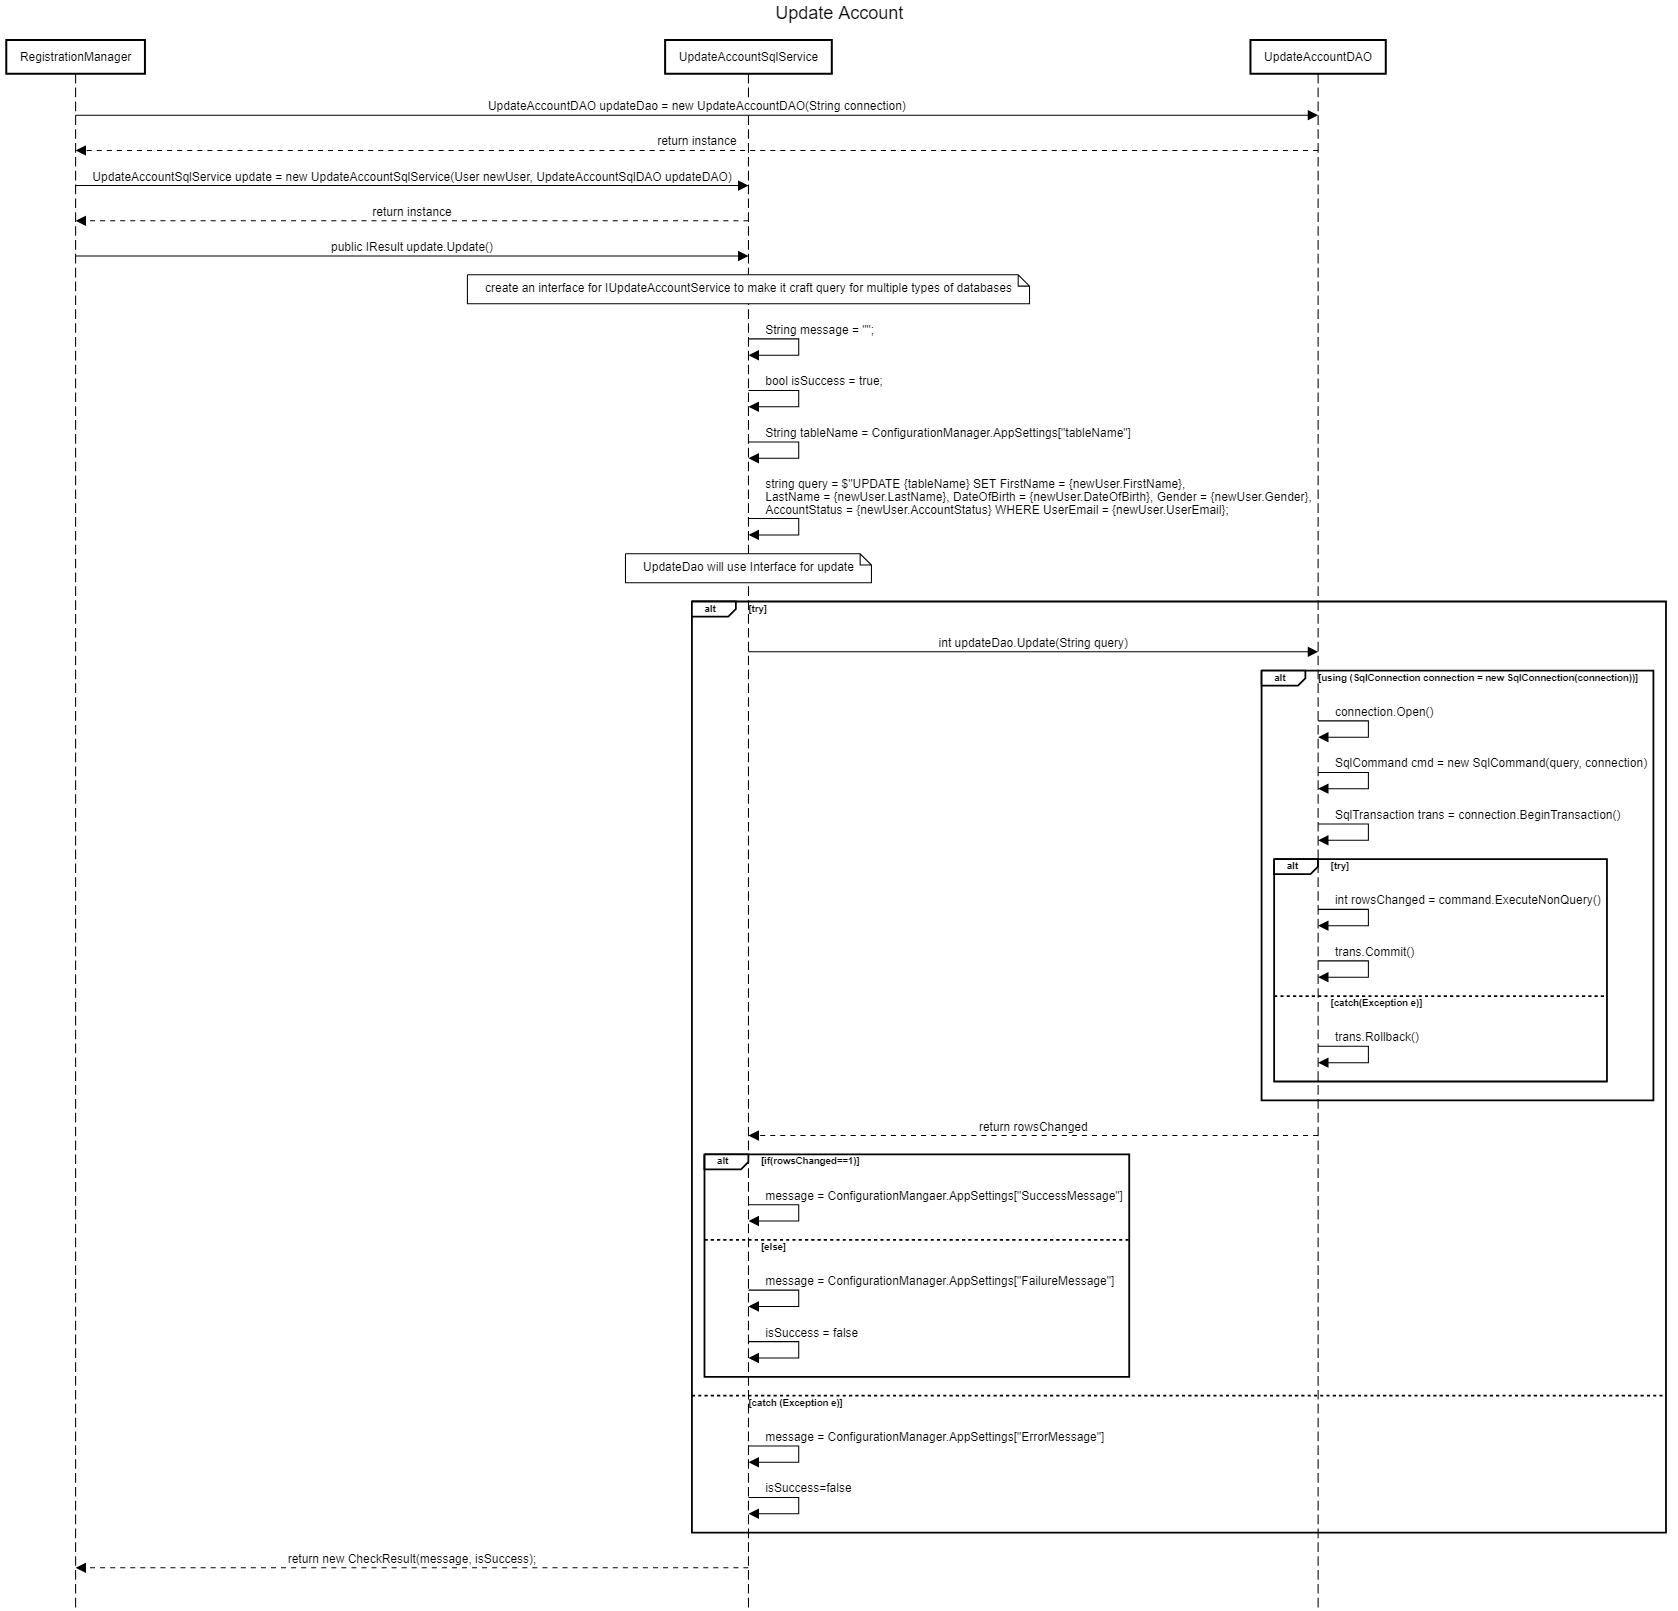 Update Account
RegistrationManager
UpdateAccountSqlService
UpdateAccountDAO
UpdateAccountDAO updateDao = new UpdateAccountDAO(String connection)
return instance
UpdateAccountSqlService update = new UpdateAccountSqlService(User newUser, UpdateAccountSqlDAO updateDAO)
return instance
public IResult update.Update()
create an interface for IUpdateAccountService to make it craft query for multiple types of databases
String message = "";
bool isSuccess = true;
String tableName = ConfigurationManager.AppSettings["tableName"]
string query = $"UPDATE {tableName} SET FirstName = {newUser.FirstName},
LastName = {newUser.LastName}, DateOfBirth = {newUser.DateOfBirth}, Gender = {newUser.Gender},
AccountStatus = {newUser.AccountStatus} WHERE UserEmail = {newUser.UserEmail};
UpdateDao will use Interface for update
alt [try]
int updateDao.Update(String query)
alt [using (SqlConnection connection = new SqlConnection(connection))]
connection.Open()
SqlCommand cmd = new SqlCommand(query, connection)
SqlTransaction trans = connection.BeginTransaction()
alt [try]
int rowsChanged = command.ExecuteNonQuery()
trans.Commit()
[catch(Exception e)]
trans.Rollback()
return rowsChanged
alt [if(rowsChanged==1)]
message = ConfigurationMangaer.AppSettings["SuccessMessage"]
[else]
message = ConfigurationManager.AppSettings["FailureMessage"]
isSuccess = false
[catch (Exception e)]
message = ConfigurationManager.AppSettings["ErrorMessage"]
isSuccess=false
return new CheckResult(message, isSuccess);